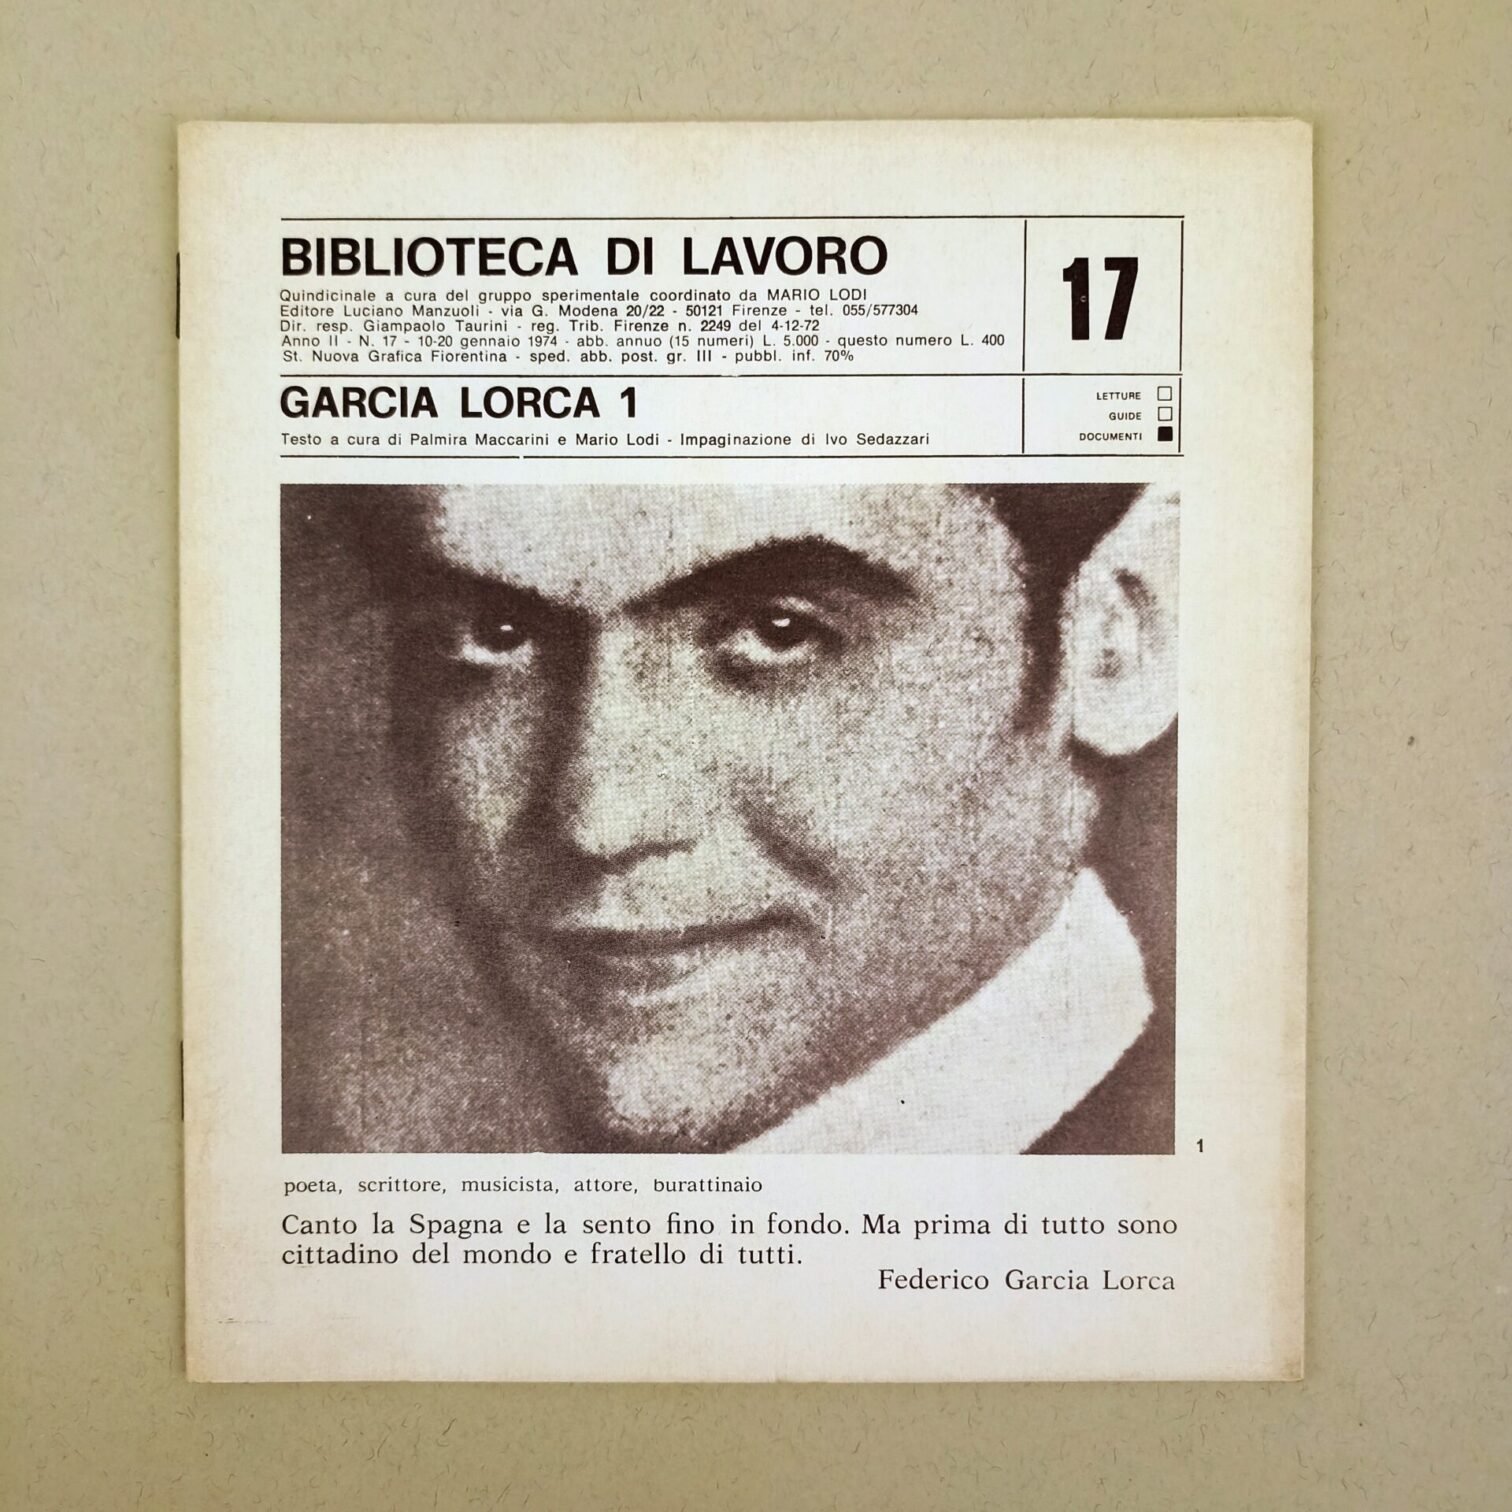 BIBLIOTECA DI LAVORO
17
Quindicinale a cura del gruppo sperimentale coordinato da MARIO LODI
Editore Luciano Manzuoli - via G. Modena 20/22 - 50121 Firenze - tel. 055/577304
Dir. resp. Giampaolo Taurini - reg. Trib. Firenze n. 2249 del 4-12-72
Anno II - N. 17 - 10-20 gennaio 1974 - abb. annuo (15 numeri) L. 5.000 - questo numero L. 400
St. Nuova Grafica Fiorentina - sped. abb. post. gr. III - pubbl. inf. 70%
GARCIA LORCA 1
Testo a cura di Palmira Maccarini e Mario Lodi - Impaginazione di Ivo Sedazzari
LETTURE
GUIDE
DOCUMENTI
1
poeta, scrittore, musicista, attore, burattinaio
Canto la Spagna e la sento fino in fondo. Ma prima di tutto sono
cittadino del mondo e fratello di tutti.
Federico Garcia Lorca